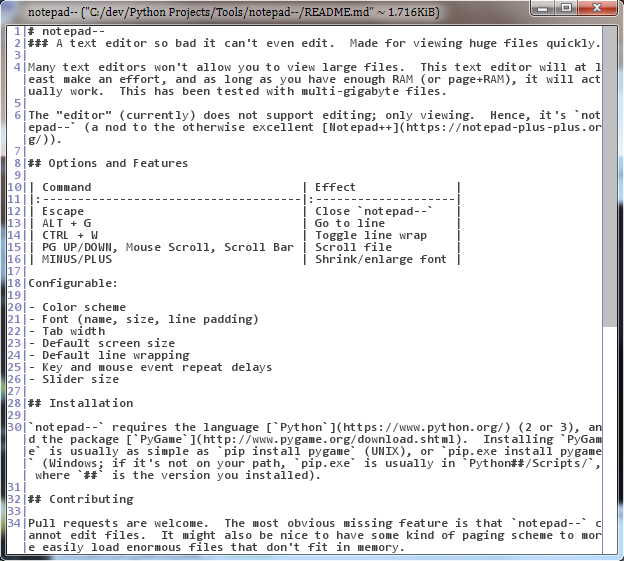 notepad-- ("C:/dev/Python Projects/Tools/notepad--/README.md" ~ 1.716KiB)
1 # notepad--
2 ### A text editor so bad it can't even edit.  Made for viewing huge files quickly.
3
4 Many text editors won't allow you to view large files.  This text editor will at l
east make an effort, and as long as you have enough RAM (or page+RAM), it will act
ually work.  This has been tested with multi-gigabyte files.
5
6 The "editor" (currently) does not support editing; only viewing.  Hence, it's `not
epad--` (a nod to the otherwise excellent [Notepad++](https://notepad-plus-plus.or
g/)).
7
8 ## Options and Features
9
10 | Command                              | Effect              |
11 |:-------------------------------------|:--------------------|
12 | Escape                               | Close `notepad--`   |
13 | ALT + G                              | Go to line          |
14 | CTRL + W                             | Toggle line wrap    |
15 | PG UP/DOWN, Mouse Scroll, Scroll Bar | Scroll file         |
16 | MINUS/PLUS                           | Shrink/enlarge font |
17
18 Configurable:
19
20 - Color scheme
21 - Font (name, size, line padding)
22 - Tab width
23 - Default screen size
24 - Default line wrapping
25 - Key and mouse event repeat delays
26 - Slider size
27
28 ## Installation
29
30 `notepad--` requires the language [`Python`](https://www.python.org/) (2 or 3), an
d the package [`PyGame`](http://www.pygame.org/download.shtml).  Installing `PyGam
e` is usually as simple as `pip install pygame` (UNIX), or `pip.exe install pygame
` (Windows; if it's not on your path, `pip.exe` is usually in `Python##/Scripts/`,
 where `##` is the version you installed).
31
32 ## Contributing
33
34 Pull requests are welcome.  The most obvious missing feature is that `notepad--` c
annot edit files.  It might also be nice to have some kind of paging scheme to mor
e easily load enormous files that don't fit in memory.